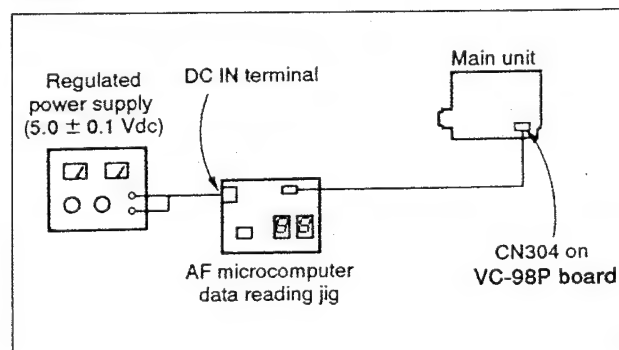 Regulated
power supply
(5.0 ± 0.1 Vdc)
DC IN terminal
Main unit
AF microcomputer
data reading jig
CN304 on
VC-98P board